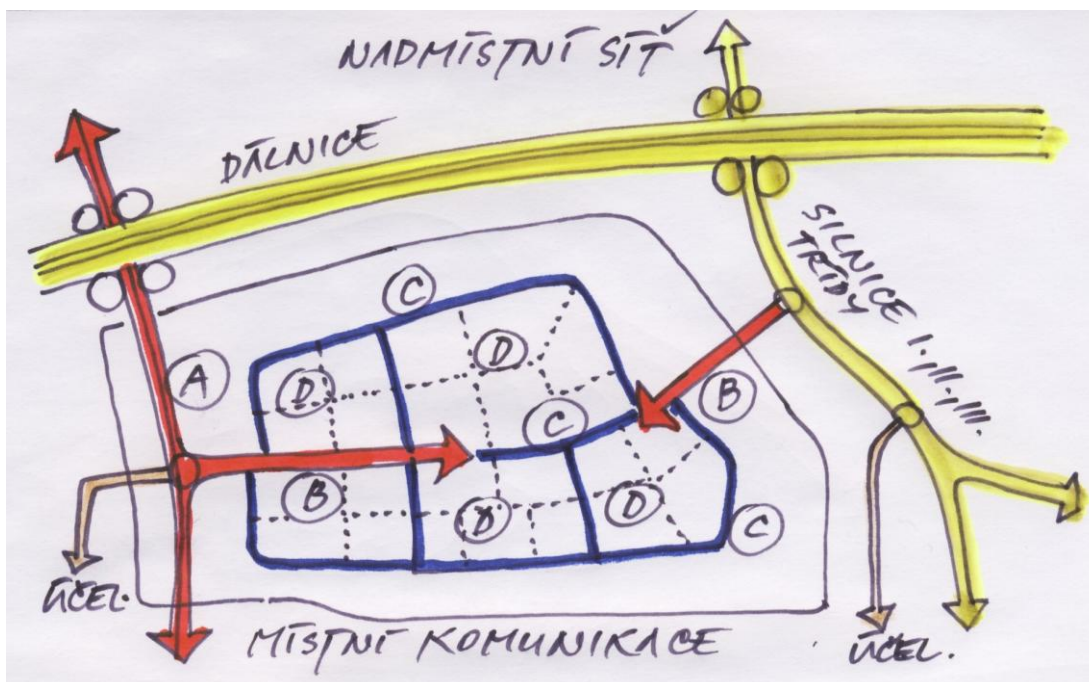 NADMÍSTNÍ SÍŤ
DÁLNICE
SILNICE I.,II.,III.
TŘÍDY
C
A
D
D
C
B
B
D
D
C
ÚČEL.
MÍSTNÍ KOMUNIKACE
ÚČEL.